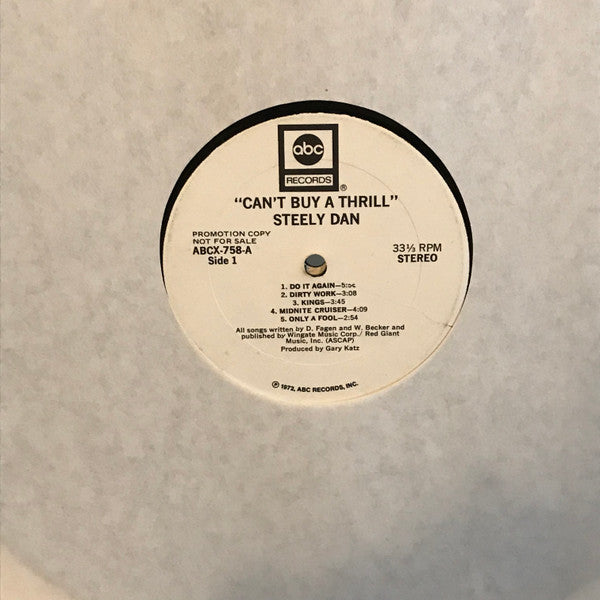 abc
RECORDS
®
"CAN'T BUY A THRILL"
STEELY DAN
PROMOTION COPY
NOT FOR SALE
ABCX-758-A
Side 1
33⅓ RPM
STEREO
1. DO IT AGAIN—
2. DIRTY WORK—3:08
3. KINGS—3:45
4. MIDNITE CRUISER—4:09
5. ONLY A FOOL—2:54
All songs written by D. Fagen and W. Becker and
published by Wingate Music Corp./ Red Giant
Music, Inc. (ASCAP)
Produced by Gary Katz
℗ 1972, ABC RECORDS, INC.